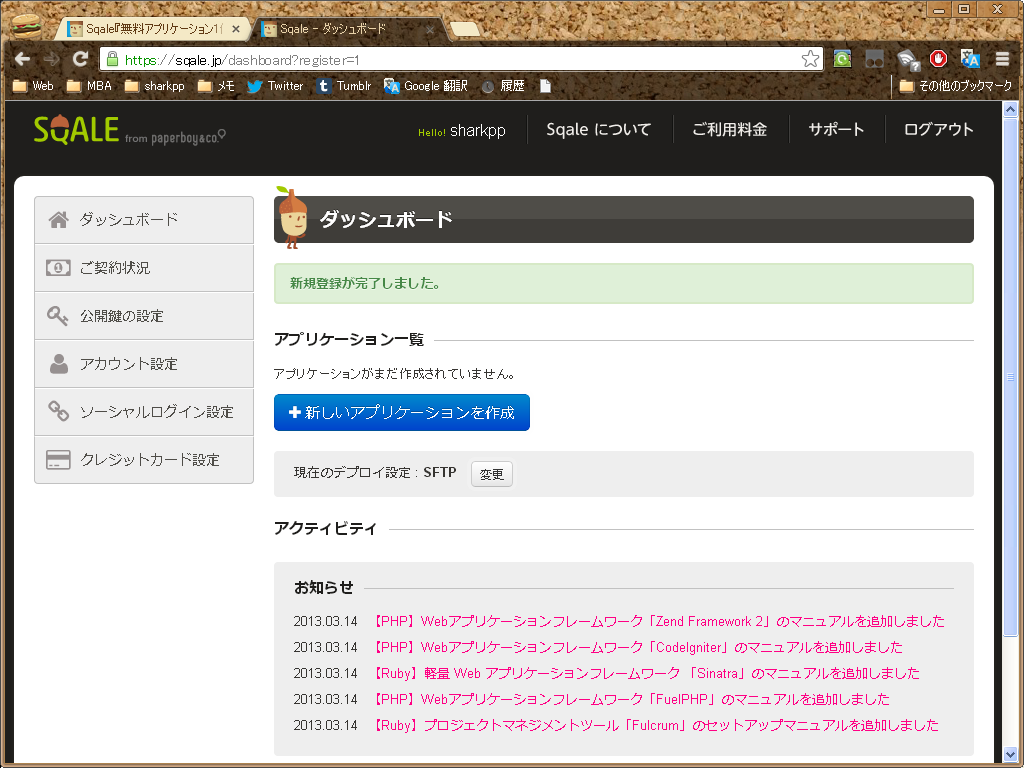 Sqale『無料アプリケーション1
Sqale - ダッシュボード
https://sqale.jp/dashboard?register=1
Web
MBA
sharkpp
メモ
Twitter
Tumblr
Google 翻訳
履歴
その他のブックマーク
SQALE from paperboy&co.
Hello! sharkpp
Sqale について
ご利用料金
サポート
ログアウト
ダッシュボード
ご契約状況
公開鍵の設定
アカウント設定
ソーシャルログイン設定
クレジットカード設定
ダッシュボード
新規登録が完了しました。
アプリケーション一覧
アプリケーションがまだ作成されていません。
新しいアプリケーションを作成
現在のデプロイ設定 : SFTP 変更
アクティビティ
お知らせ
2013.03.14 【PHP】Webアプリケーションフレームワーク「Zend Framework 2」のマニュアルを追加しました
2013.03.14 【PHP】Webアプリケーションフレームワーク「CodeIgniter」のマニュアルを追加しました
2013.03.14 【Ruby】軽量 Web アプリケーションフレームワーク 「Sinatra」のマニュアルを追加しました
2013.03.14 【PHP】Webアプリケーションフレームワーク「FuelPHP」のマニュアルを追加しました
2013.03.14 【Ruby】プロジェクトマネジメントツール「Fulcrum」のセットアップマニュアルを追加しました